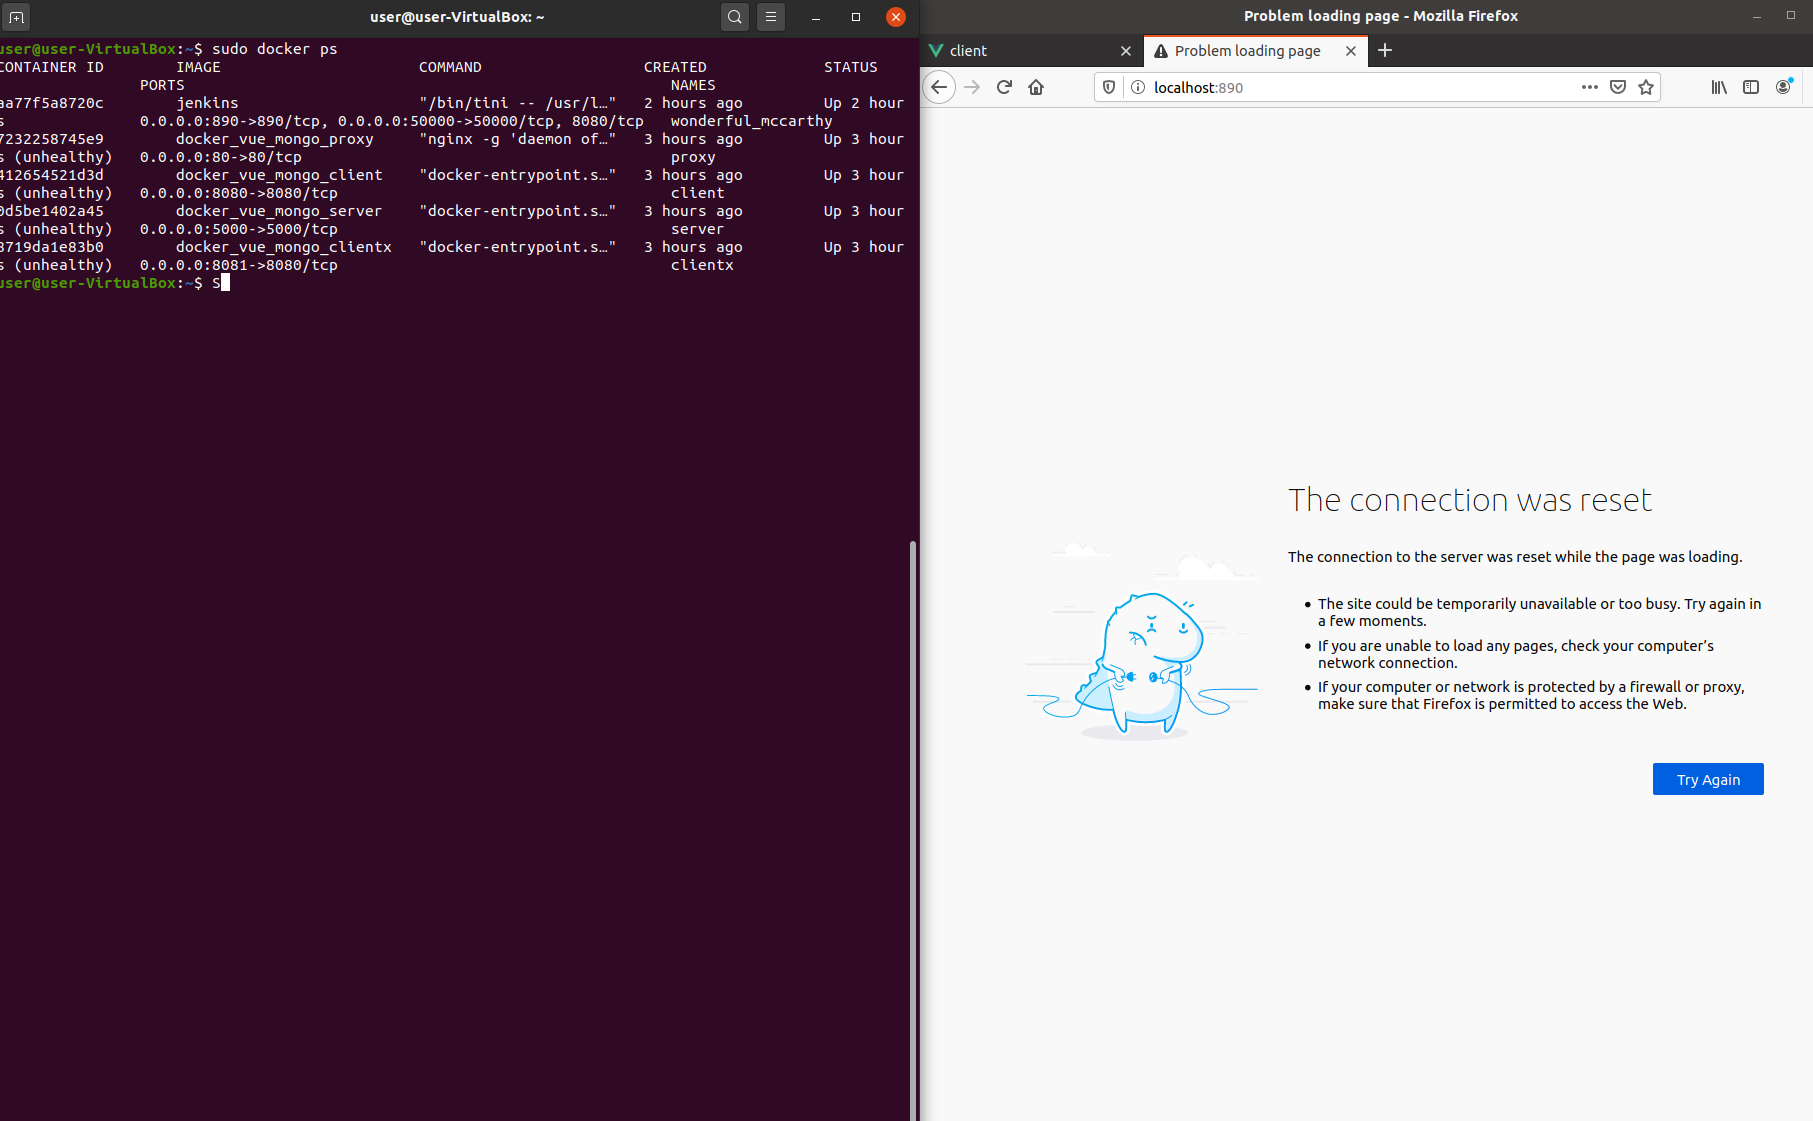 user@user-VirtualBox: ~
user@user-VirtualBox:~$ sudo docker ps
CONTAINER ID        IMAGE                      COMMAND                  CREATED             STATUS
PORTS                                                      NAMES
aa77f5a8720c        jenkins                    "/bin/tini -- /usr/l…"   2 hours ago         Up 2 hour
s               0.0.0.0:890->890/tcp, 0.0.0.0:50000->50000/tcp, 8080/tcp   wonderful_mccarthy
7232258745e9        docker_vue_mongo_proxy     "nginx -g 'daemon of…"   3 hours ago         Up 3 hour
s (unhealthy)   0.0.0.0:80->80/tcp                                         proxy
412654521d3d        docker_vue_mongo_client    "docker-entrypoint.s…"   3 hours ago         Up 3 hour
s (unhealthy)   0.0.0.0:8080->8080/tcp                                     client
0d5be1402a45        docker_vue_mongo_server    "docker-entrypoint.s…"   3 hours ago         Up 3 hour
s (unhealthy)   0.0.0.0:5000->5000/tcp                                     server
8719da1e83b0        docker_vue_mongo_clientx   "docker-entrypoint.s…"   3 hours ago         Up 3 hour
s (unhealthy)   0.0.0.0:8081->8080/tcp                                     clientx
user@user-VirtualBox:~$ S
Problem loading page - Mozilla Firefox
client
Problem loading page
localhost:890
The connection was reset
The connection to the server was reset while the page was loading.
The site could be temporarily unavailable or too busy. Try again in
a few moments.
If you are unable to load any pages, check your computer's
network connection.
If your computer or network is protected by a firewall or proxy,
make sure that Firefox is permitted to access the Web.
Try Again